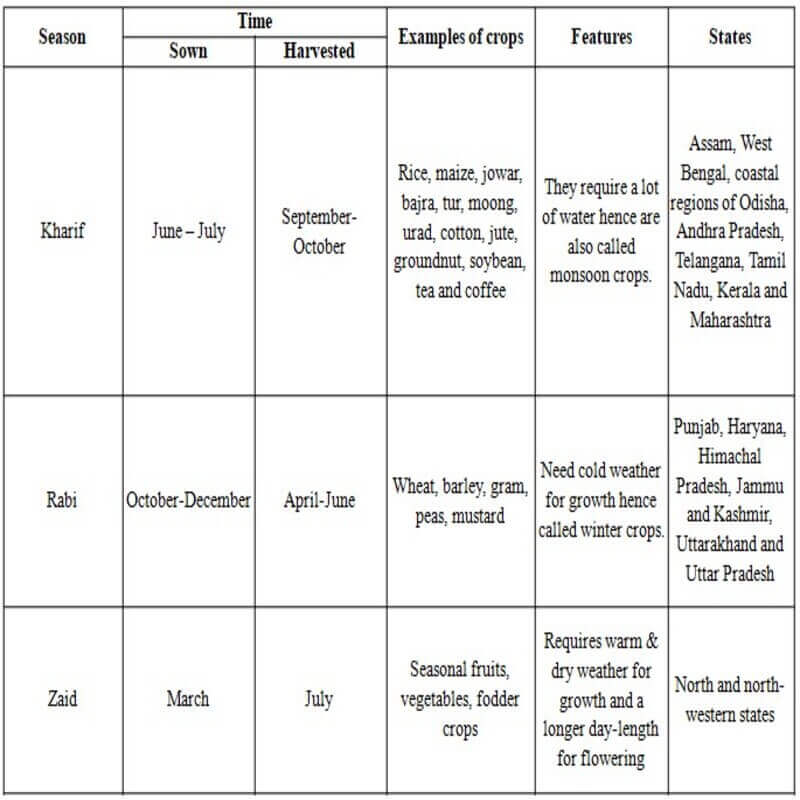 Season
Time
Sown
Harvested
Examples of crops
Features
States
Kharif
June – July
September-
October
Rice, maize, jowar,
bajra, tur, moong,
urad, cotton, jute,
groundnut, soybean,
tea and coffee
They require a lot
of water hence are
also called
monsoon crops.
Assam, West
Bengal, coastal
regions of Odisha,
Andhra Pradesh,
Telangana, Tamil
Nadu, Kerala and
Maharashtra
Rabi
October-December
April-June
Wheat, barley, gram,
peas, mustard
Need cold weather
for growth hence
called winter crops.
Punjab, Haryana,
Himachal
Pradesh, Jammu
and Kashmir,
Uttarakhand and
Uttar Pradesh
Zaid
March
July
Seasonal fruits,
vegetables, fodder
crops
Requires warm &
dry weather for
growth and a
longer day-length
for flowering
North and north-
western states